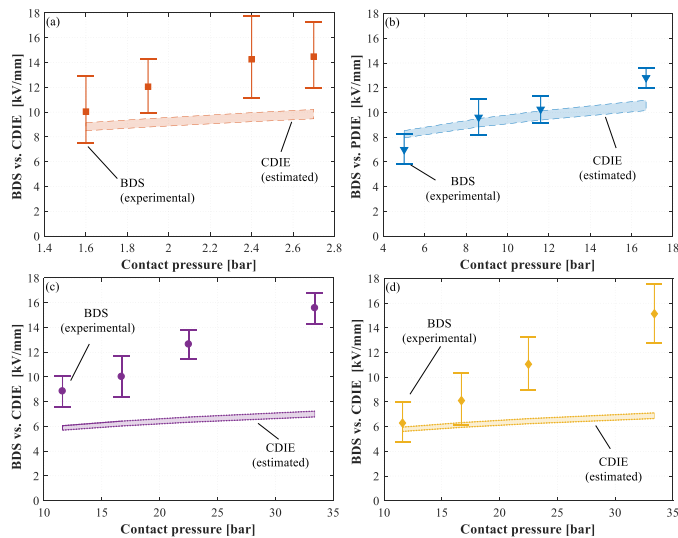 (a)
BDS vs. CDIE [kV/mm]
18
16
14
12
10
8
6
4
2
0
BDS
(experimental)
CDIE
(estimated)
1.4 1.6 1.8 2 2.2 2.4 2.6 2.8
Contact pressure [bar]
(b)
BDS vs. PDIE [kV/mm]
18
16
14
12
10
8
6
4
2
0
CDIE
(estimated)
BDS
(experimental)
4 6 8 10 12 14 16 18
Contact pressure [bar]
(c)
BDS vs. CDIE [kV/mm]
18
16
14
12
10
8
6
4
2
0
BDS
(experimental)
CDIE
(estimated)
10 15 20 25 30 35
Contact pressure [bar]
(d)
BDS vs. CDIE [kV/mm]
18
16
14
12
10
8
6
4
2
0
BDS
(experimental)
CDIE
(estimated)
10 15 20 25 30 35
Contact pressure [bar]